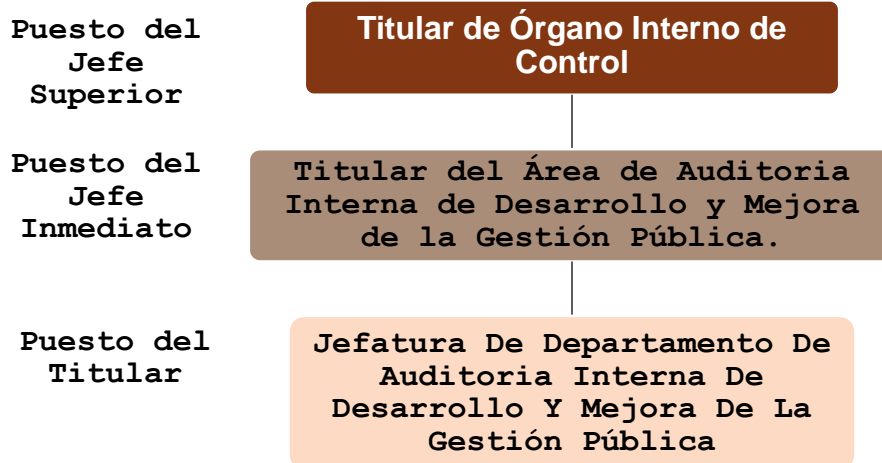 Puesto del
Jefe
Superior
Titular de Órgano Interno de
Control
Puesto del
Jefe
Inmediato
Titular del Área de Auditoria
Interna de Desarrollo y Mejora
de la Gestión Pública.
Puesto del
Titular
Jefatura De Departamento De
Auditoria Interna De
Desarrollo Y Mejora De La
Gestión Pública